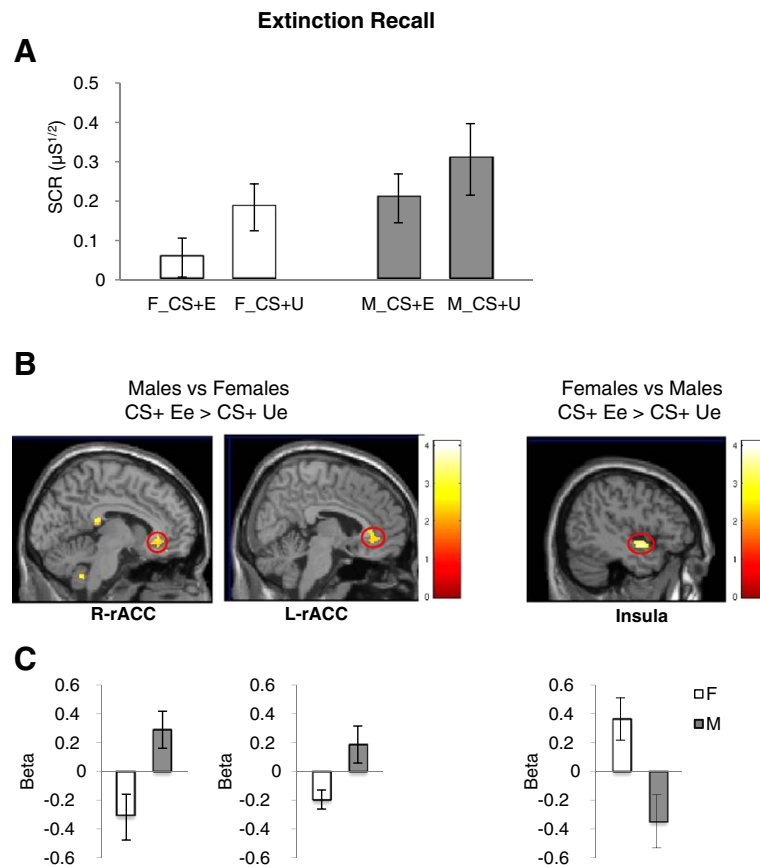 Extinction Recall
A
0.5
0.4
0.3
0.2
0.1
0
SCR (µS1/2)
F_CS+E F_CS+U M_CS+E M_CS+U
B
Males vs Females
CS+ Ee > CS+ Ue
Females vs Males
CS+ Ee > CS+ Ue
4
3
2
1
0
4
3
2
1
0
R-rACC L-rACC Insula
C
0.6
0.4
0.2
0
-0.2
-0.4
-0.6
Beta
0.6
0.4
0.2
0
-0.2
-0.4
-0.6
Beta
0.6
0.4
0.2
0
-0.2
-0.4
-0.6
Beta
F
M